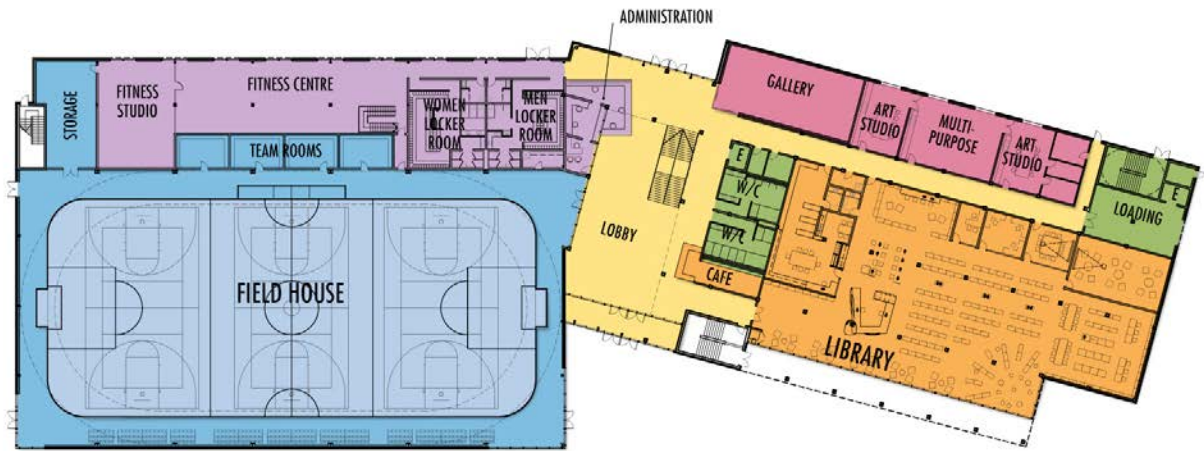 ADMINISTRATION
STORAGE
FITNESS
STUDIO
FITNESS CENTRE
WOMEN
LOCKER
ROOM
MEN
LOCKER
ROOM
TEAM ROOMS
GALLERY
ART
STUDIO
MULTI-
PURPOSE
ART
STUDIO
E
W/C
W/C
E
LOADING
LOBBY
CAFE
FIELD HOUSE
LIBRARY